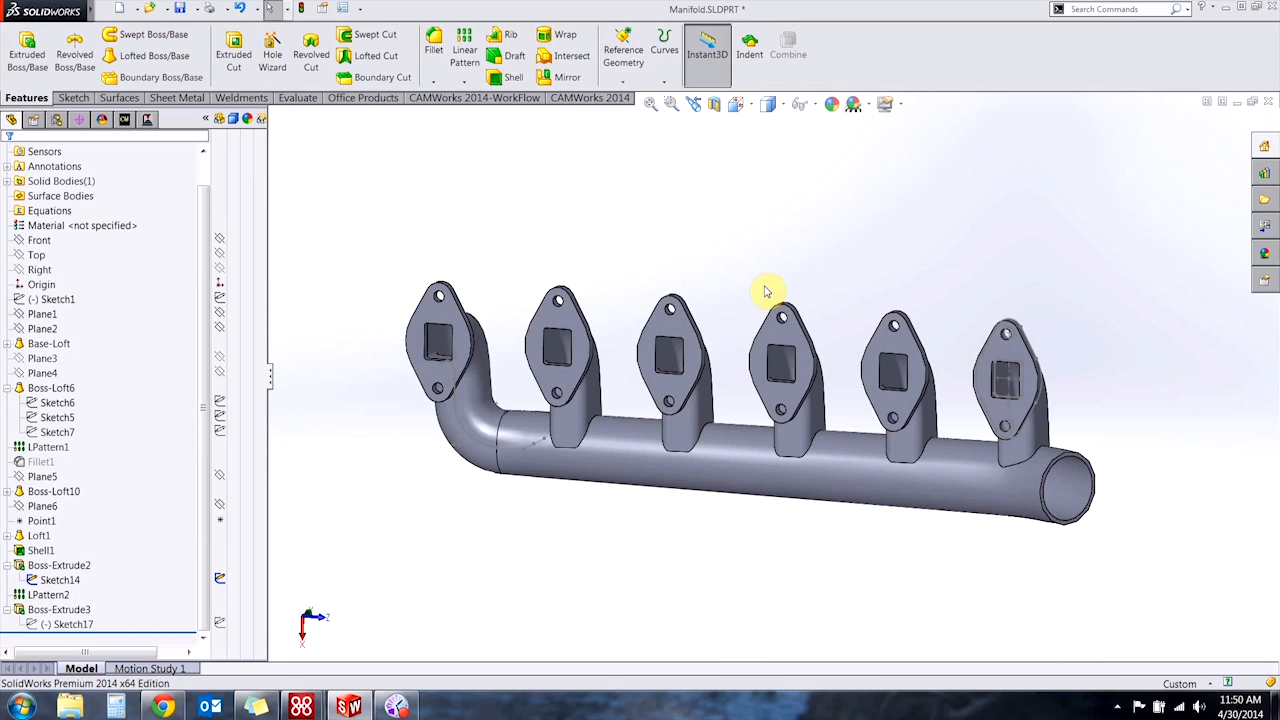 SOLIDWORKS
Manifold.SLDPRT *
Search Commands
Extruded Boss/Base
Revolved Boss/Base
Swept Boss/Base
Lofted Boss/Base
Boundary Boss/Base
Extruded Cut
Hole Wizard
Revolved Cut
Swept Cut
Lofted Cut
Boundary Cut
Fillet
Linear Pattern
Rib
Draft
Shell
Wrap
Intersect
Mirror
Reference Geometry
Curves
Instant3D
Indent
Combine
Features
Sketch
Surfaces
Sheet Metal
Weldments
Evaluate
Office Products
CAMWorks 2014-WorkFlow
CAMWorks 2014
Sensors
Annotations
Solid Bodies(1)
Surface Bodies
Equations
Material <not specified>
Front
Top
Right
Origin
(-) Sketch1
Plane1
Plane2
Base-Loft
Plane3
Plane4
Boss-Loft6
Sketch6
Sketch5
Sketch7
LPattern1
Fillet1
Plane5
Boss-Loft10
Plane6
Point1
Loft1
Shell1
Boss-Extrude2
Sketch14
LPattern2
Boss-Extrude3
(-) Sketch17
Y
Z
X
Model
Motion Study 1
SolidWorks Premium 2014 x64 Edition
Custom
11:50 AM
4/30/2014